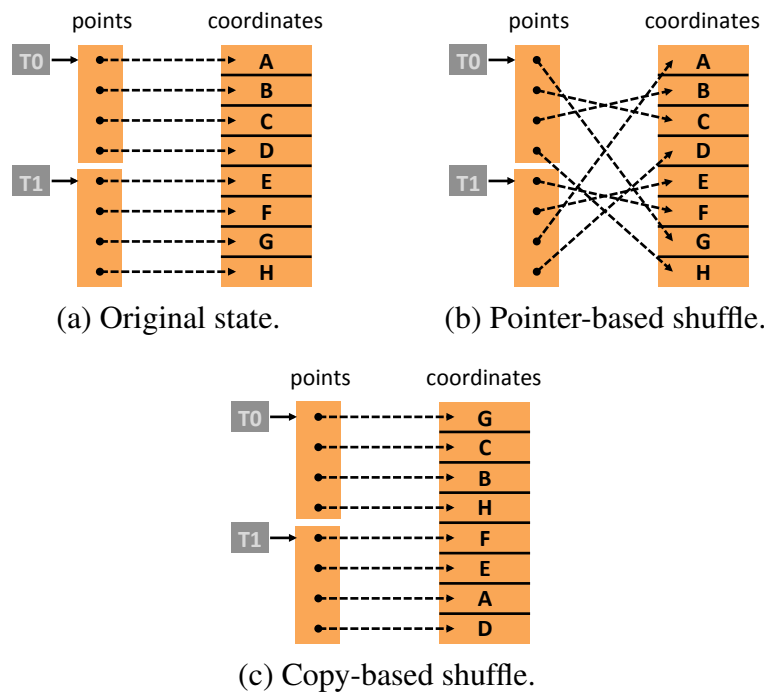 points coordinates points coordinates
T0 A T0 A
B B
C C
D D
T1 E T1 E
F F
G G
H H
(a) Original state. (b) Pointer-based shuffle.
points coordinates
T0 G
C
B
H
T1 F
E
A
D
(c) Copy-based shuffle.